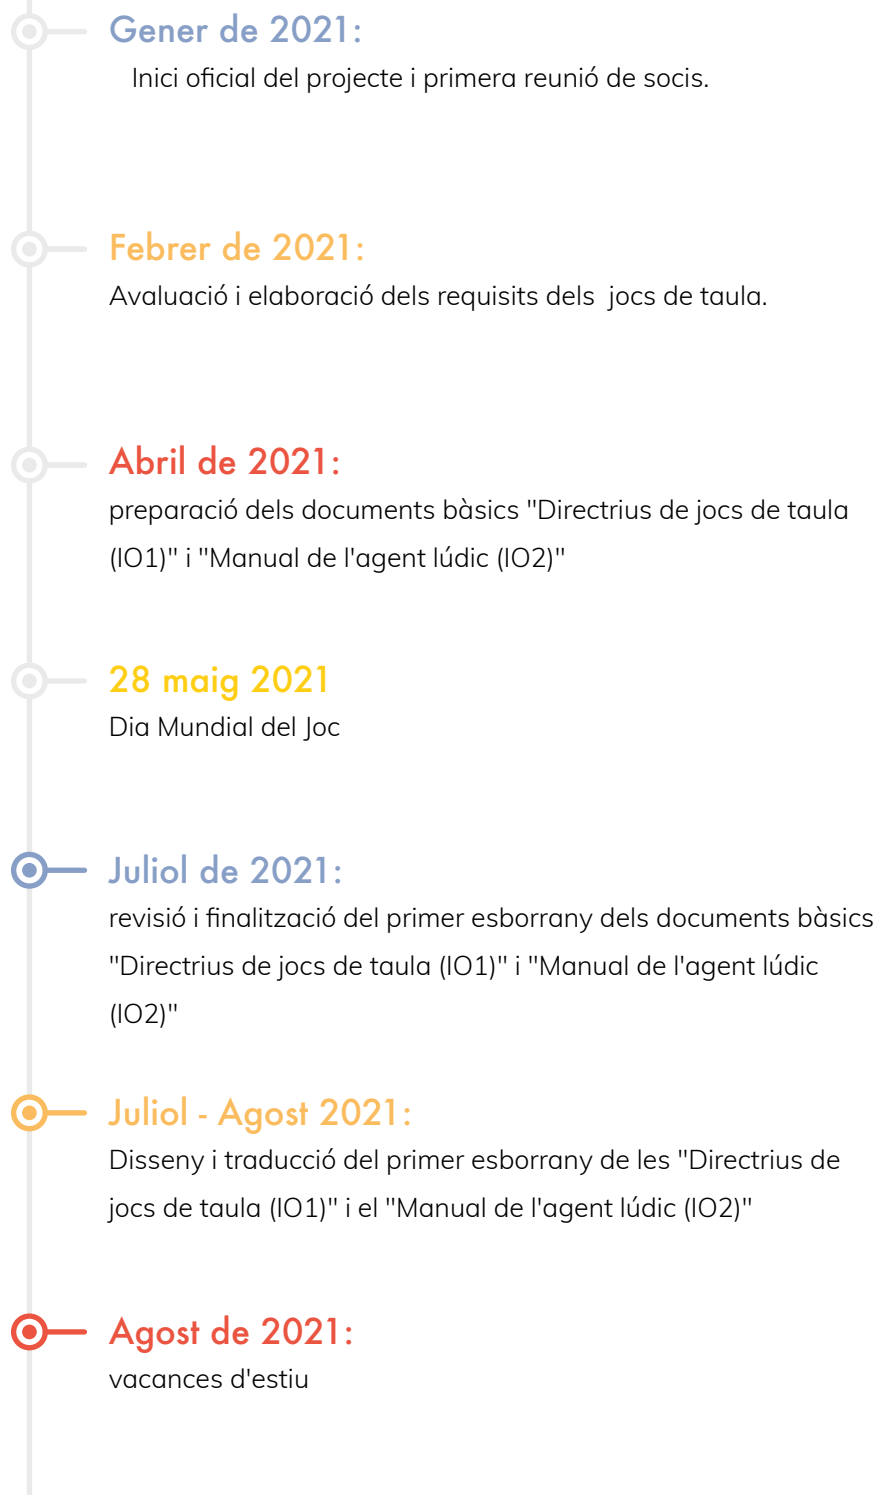 Gener de 2021:
Inici oficial del projecte i primera reunió de socis.
Febrer de 2021:
Avaluació i elaboració dels requisits dels  jocs de taula.
Abril de 2021:
preparació dels documents bàsics "Directrius de jocs de taula
(IO1)" i "Manual de l'agent lúdic (IO2)"
28 maig 2021
Dia Mundial del Joc
Juliol de 2021:
revisió i finalització del primer esborrany dels documents bàsics
"Directrius de jocs de taula (IO1)" i "Manual de l'agent lúdic
(IO2)"
Juliol - Agost 2021:
Disseny i traducció del primer esborrany de les "Directrius de
jocs de taula (IO1)" i el "Manual de l'agent lúdic (IO2)"
Agost de 2021:
vacances d'estiu